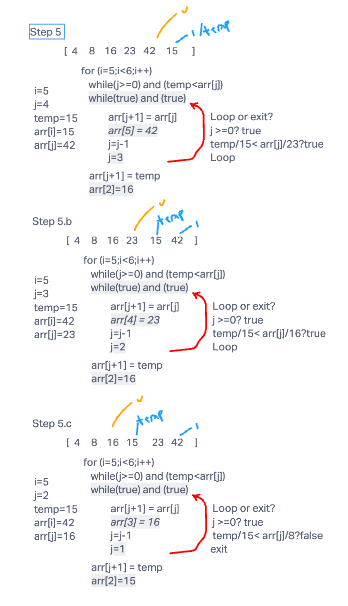 Step 5
1/temp
[ 4 8 16 23 42 15 ]
for (i=5;i<6;i++)
while(j>=0) and (temp<arr[j])
i=5
while(true) and (true)
j=4
temp=15
arr[j+1] = arr[j]
Loop or exit?
arr[i]=15
arr[5] = 42
j >=0? true
arr[j]=42
j=j-1
temp/15< arr[j]/23?true
j=3
Loop
arr[j+1] = temp
arr[2]=16
Step 5.b
temp
[ 4 8 16 23 15 42 ]
for (i=5;i<6;i++)
while(j>=0) and (temp<arr[j])
i=5
while(true) and (true)
j=3
temp=15
arr[j+1] = arr[j]
Loop or exit?
arr[i]=42
arr[4] = 23
j >=0? true
arr[j]=23
j=j-1
temp/15< arr[j]/16?true
j=2
Loop
arr[j+1] = temp
arr[2]=16
Step 5.c
temp
[ 4 8 16 15 23 42 ]
for (i=5;i<6;i++)
while(j>=0) and (temp<arr[j])
i=5
while(true) and (true)
j=2
temp=15
arr[j+1] = arr[j]
Loop or exit?
arr[i]=42
arr[3] = 16
j >=0? true
arr[j]=16
j=j-1
temp/15< arr[j]/8?false
j=1
exit
arr[j+1] = temp
arr[2]=15